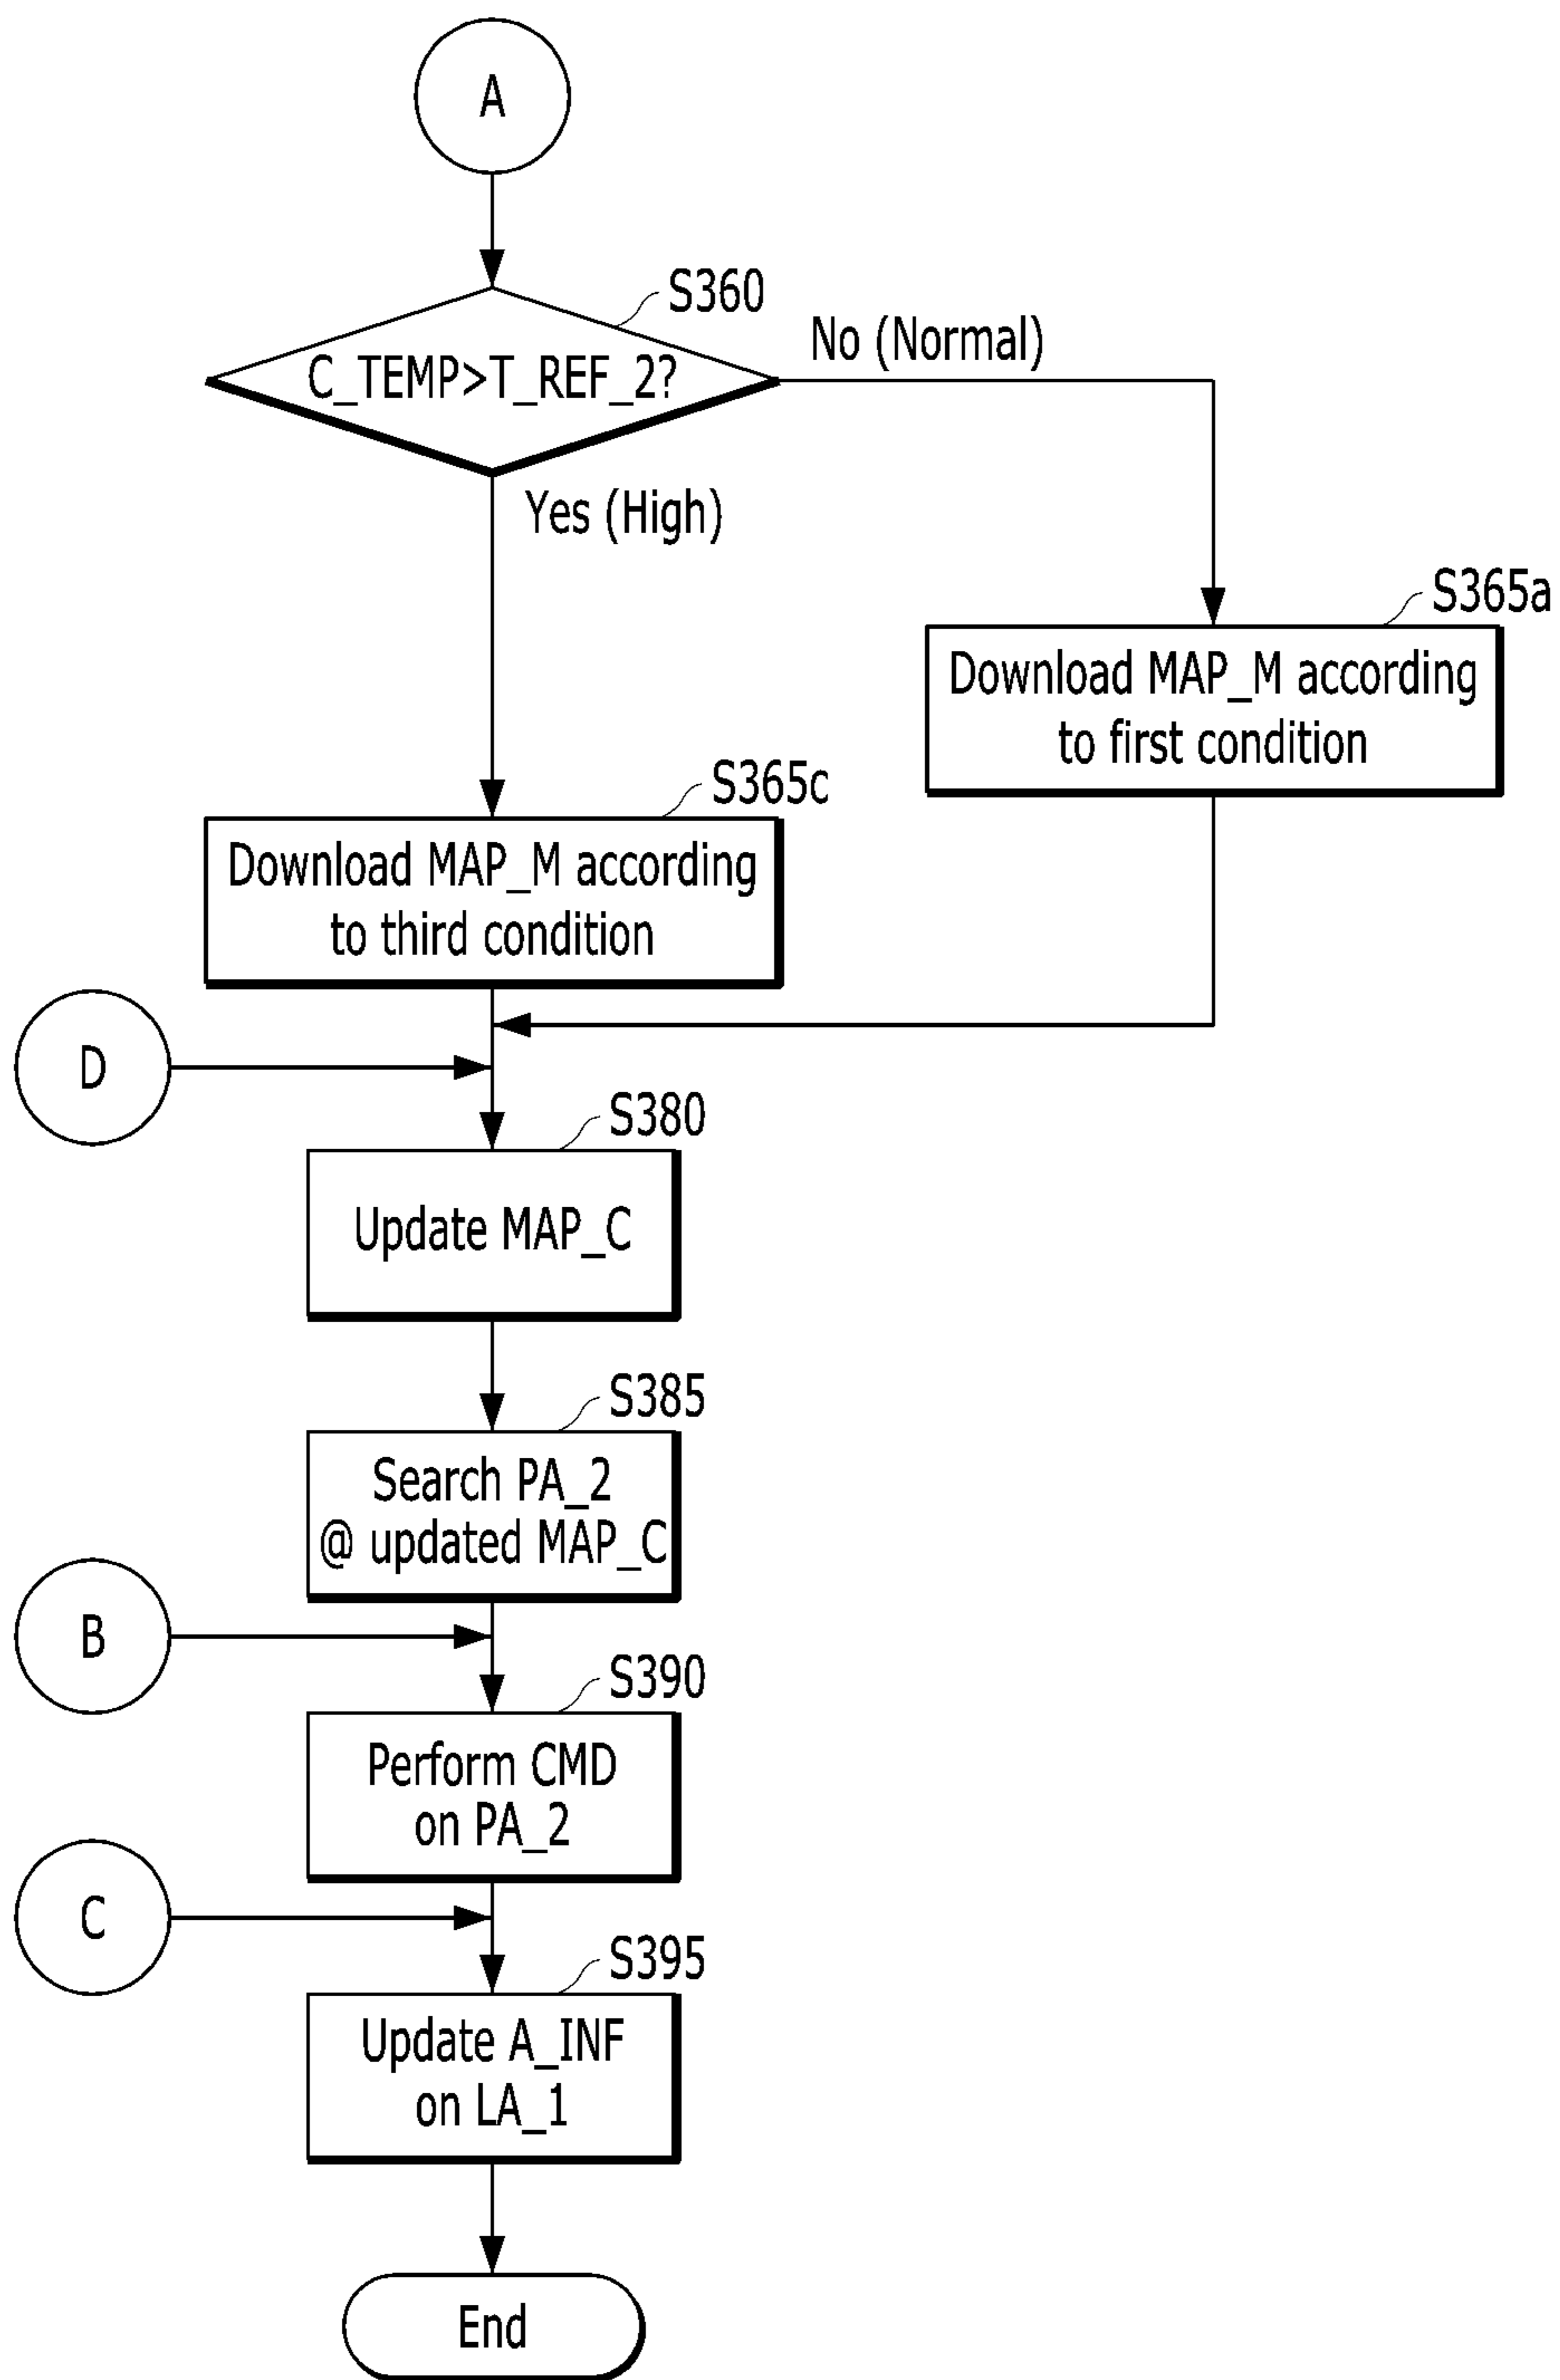 A
S360
C_TEMP>T_REF_2?
No (Normal)
Yes (High)
S365a
Download MAP_M according
to first condition
S365c
Download MAP_M according
to third condition
D
S380
Update MAP_C
S385
Search PA_2
@ updated MAP_C
B
S390
Perform CMD
on PA_2
C
S395
Update A_INF
on LA_1
End